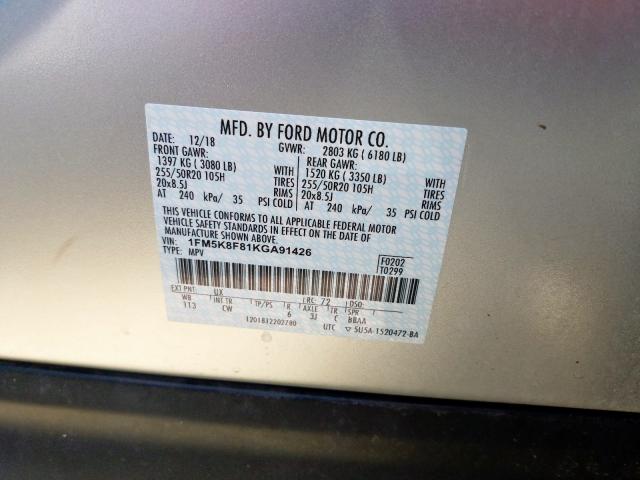 MFD. BY FORD MOTOR CO.
DATE: 12/18 GVWR: 2803 KG ( 6180 LB)
FRONT GAWR: REAR GAWR:
1397 KG ( 3080 LB) WITH 1520 KG ( 3350 LB) WITH
255/50R20 105H TIRES 255/50R20 105H TIRES
20x8.5J RIMS 20x8.5J RIMS
AT 240 kPa/ 35 PSI COLD AT 240 kPa/ 35 PSI COLD
THIS VEHICLE CONFORMS TO ALL APPLICABLE FEDERAL MOTOR
VEHICLE SAFETY STANDARDS IN EFFECT ON THE DATE OF
MANUFACTURE SHOWN ABOVE.
VIN: 1FM5K8F81KGA91426 F0202
TYPE: MPV T0299
EXT PNT: UX RC: 72 DSO:
WB INT TR TP/PS R AXLE TR SPR
113 CW 6 3J C BBAA
UTC 5U5A-1520472-BA